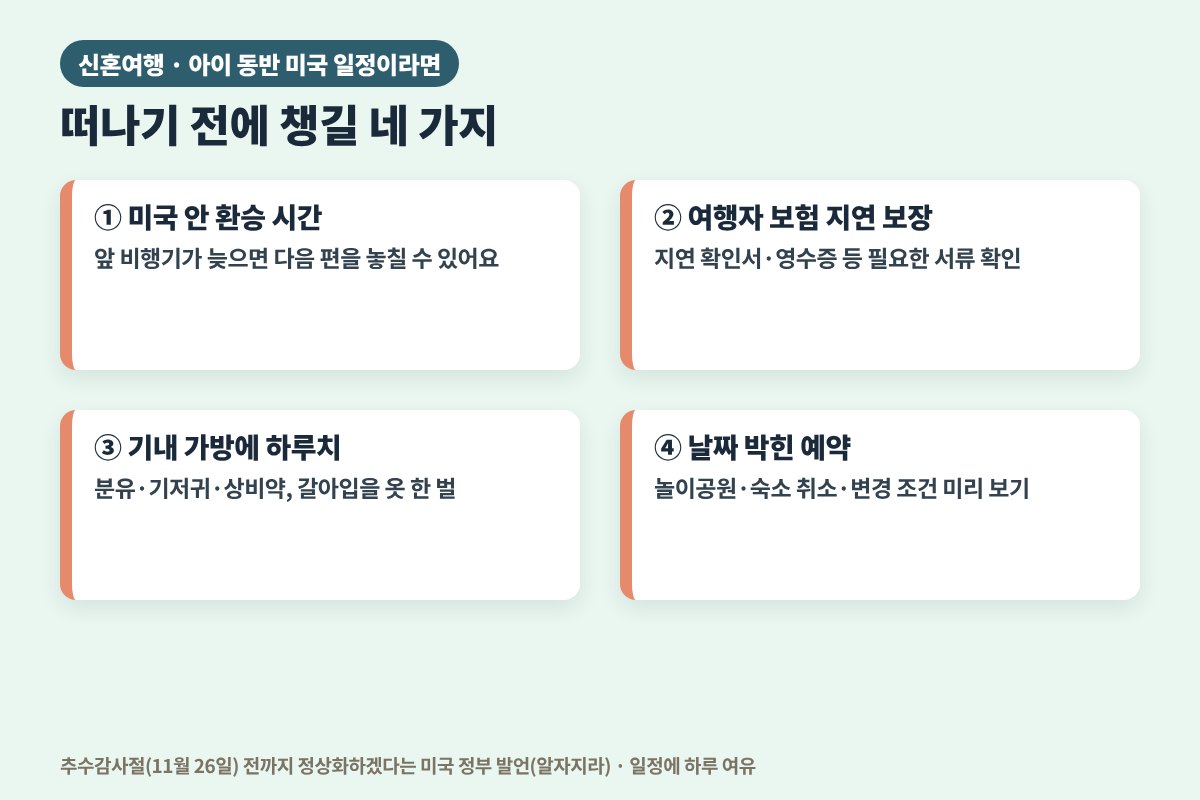 신혼여행 · 아이 동반 미국 일정이라면
떠나기 전에 챙길 네 가지
① 미국 안 환승 시간
앞 비행기가 늦으면 다음 편을 놓칠 수 있어요
② 여행자 보험 지연 보장
지연 확인서·영수증 등 필요한 서류 확인
③ 기내 가방에 하루치
분유·기저귀·상비약, 갈아입을 옷 한 벌
④ 날짜 박힌 예약
놀이공원·숙소 취소·변경 조건 미리 보기
추수감사절(11월 26일) 전까지 정상화하겠다는 미국 정부 발언(알자지라) · 일정에 하루 여유